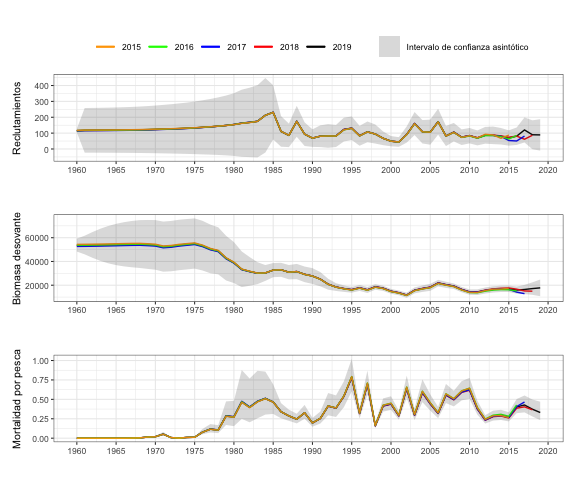 2015 2016 2017 2018 2019 Intervalo de confianza asintótico
Reclutamientos
400
300
200
100
0
1960 1965 1970 1975 1980 1985 1990 1995 2000 2005 2010 2015 2020
Biomasa desovante
60000
40000
20000
1960 1965 1970 1975 1980 1985 1990 1995 2000 2005 2010 2015 2020
Mortalidad por pesca
1.00
0.75
0.50
0.25
0.00
1960 1965 1970 1975 1980 1985 1990 1995 2000 2005 2010 2015 2020